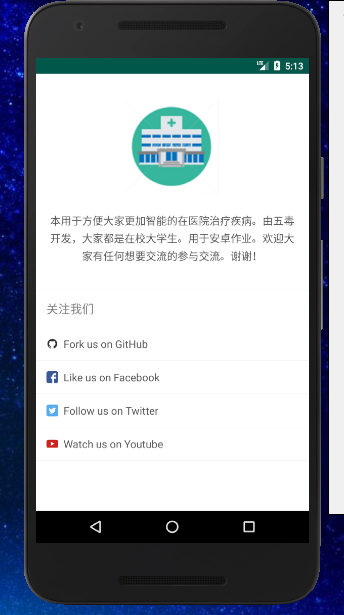 LTE 5:13
本用于方便大家更加智能的在医院治疗疾病。由五毒
开发，大家都是在校大学生。用于安卓作业。欢迎大
家有任何想要交流的参与交流。谢谢！
关注我们
Fork us on GitHub
Like us on Facebook
Follow us on Twitter
Watch us on Youtube